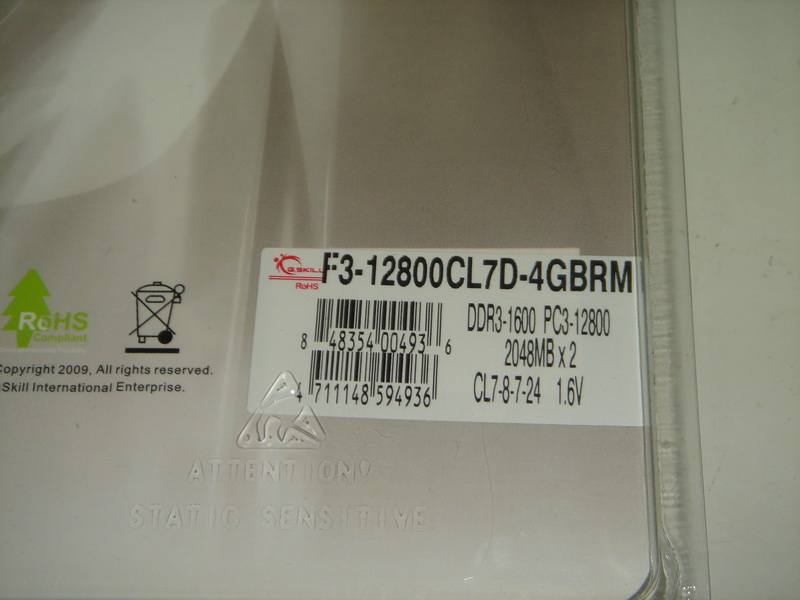 G.SKILL
RoHS
F3-12800CL7D-4GBRM
DDR3-1600 PC3-12800
2048MB x 2
CL7-8-7-24 1.6V
8 48354 00493 6
4 711148 594936
RoHS
Compliant
Copyright 2009, All rights reserved.
Skill International Enterprise.
ATTENTION
STATIC SENSITIVE